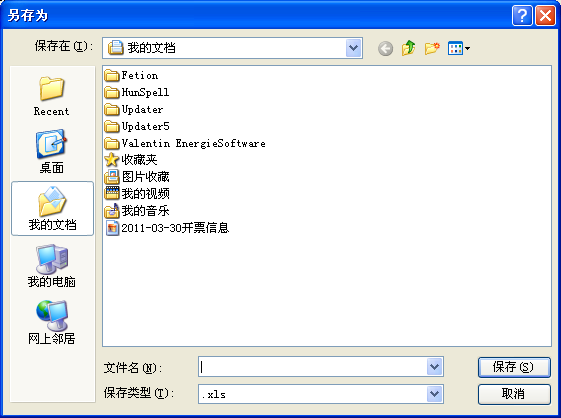 另存为
保存在(I):
我的文档
Recent
桌面
我的文档
我的电脑
网上邻居
Fetion
HunSpell
Updater
Updater5
Valentin EnergieSoftware
收藏夹
图片收藏
我的视频
我的音乐
2011-03-30开票信息
文件名(N):
保存(S)
保存类型(T):
.xls
取消